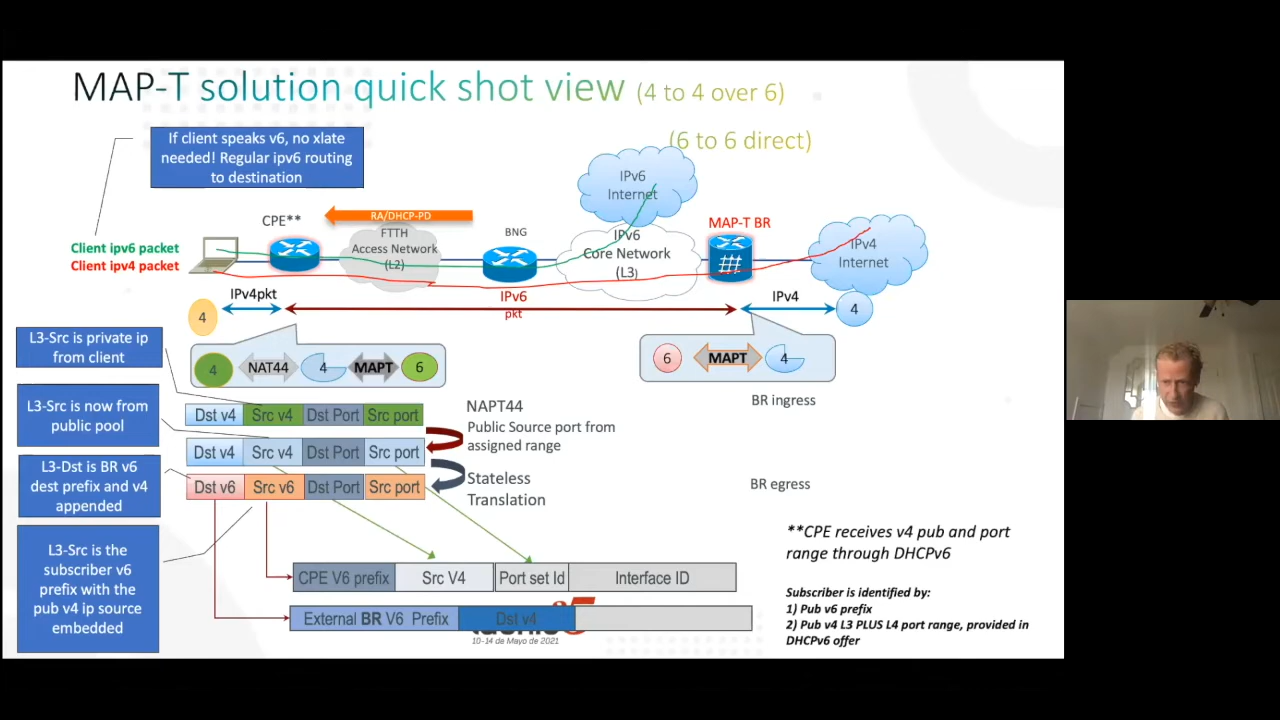 MAP-T solution quick shot view (4 to 4 over 6)
(6 to 6 direct)
If client speaks v6, no xlate
needed! Regular ipv6 routing
to destination
IPv6
Internet
CPE**
RA/DHCP-PD
FTTH
Access Network
(L2)
BNG
IPv6
Core Network
(L3)
MAP-T BR
IPv4
Internet
Client ipv6 packet
Client ipv4 packet
4
IPv4pkt
IPv6
pkt
IPv4
4
L3-Src is private ip
from client
4 NAT44 4 MAPT 6
6 MAPT 4
L3-Src is now from
public pool
Dst v4 Src v4 Dst Port Src port
NAPT44
Public Source port from
assigned range
BR ingress
Dst v4 Src v4 Dst Port Src port
L3-Dst is BR v6
dest prefix and v4
appended
Dst v6 Src v6 Dst Port Src port
Stateless
Translation
BR egress
L3-Src is the
subscriber v6
prefix with the
pub v4 ip source
embedded
CPE V6 prefix Src V4 Port set Id Interface ID
External BR V6 Prefix Dst v4
10-14 de Mayo de 2021
**CPE receives v4 pub and port
range through DHCPv6
Subscriber is identified by:
1) Pub v6 prefix
2) Pub v4 L3 PLUS L4 port range, provided in
DHCPv6 offer